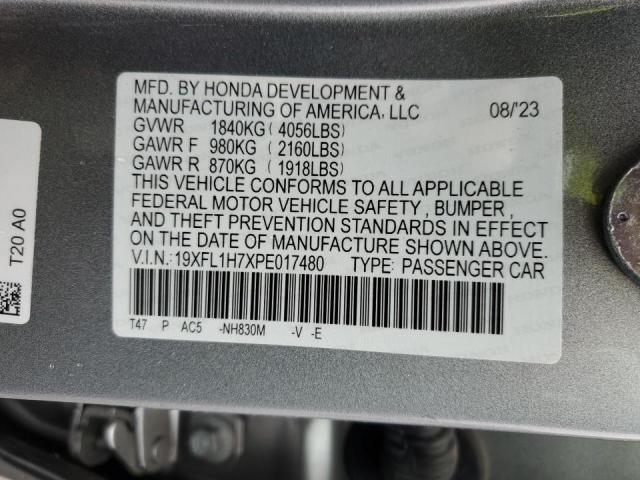 MFD. BY HONDA DEVELOPMENT &
MANUFACTURING OF AMERICA, LLC 08/'23
GVWR 1840KG ( 4056LBS)
GAWR F 980KG ( 2160LBS)
GAWR R 870KG ( 1918LBS)
THIS VEHICLE CONFORMS TO ALL APPLICABLE
FEDERAL MOTOR VEHICLE SAFETY , BUMPER ,
AND THEFT PREVENTION STANDARDS IN EFFECT
ON THE DATE OF MANUFACTURE SHOWN ABOVE.
V.I.N.: 19XFL1H7XPE017480 TYPE: PASSENGER CAR
T47 P AC5 -NH830M -V -E
T20 A0